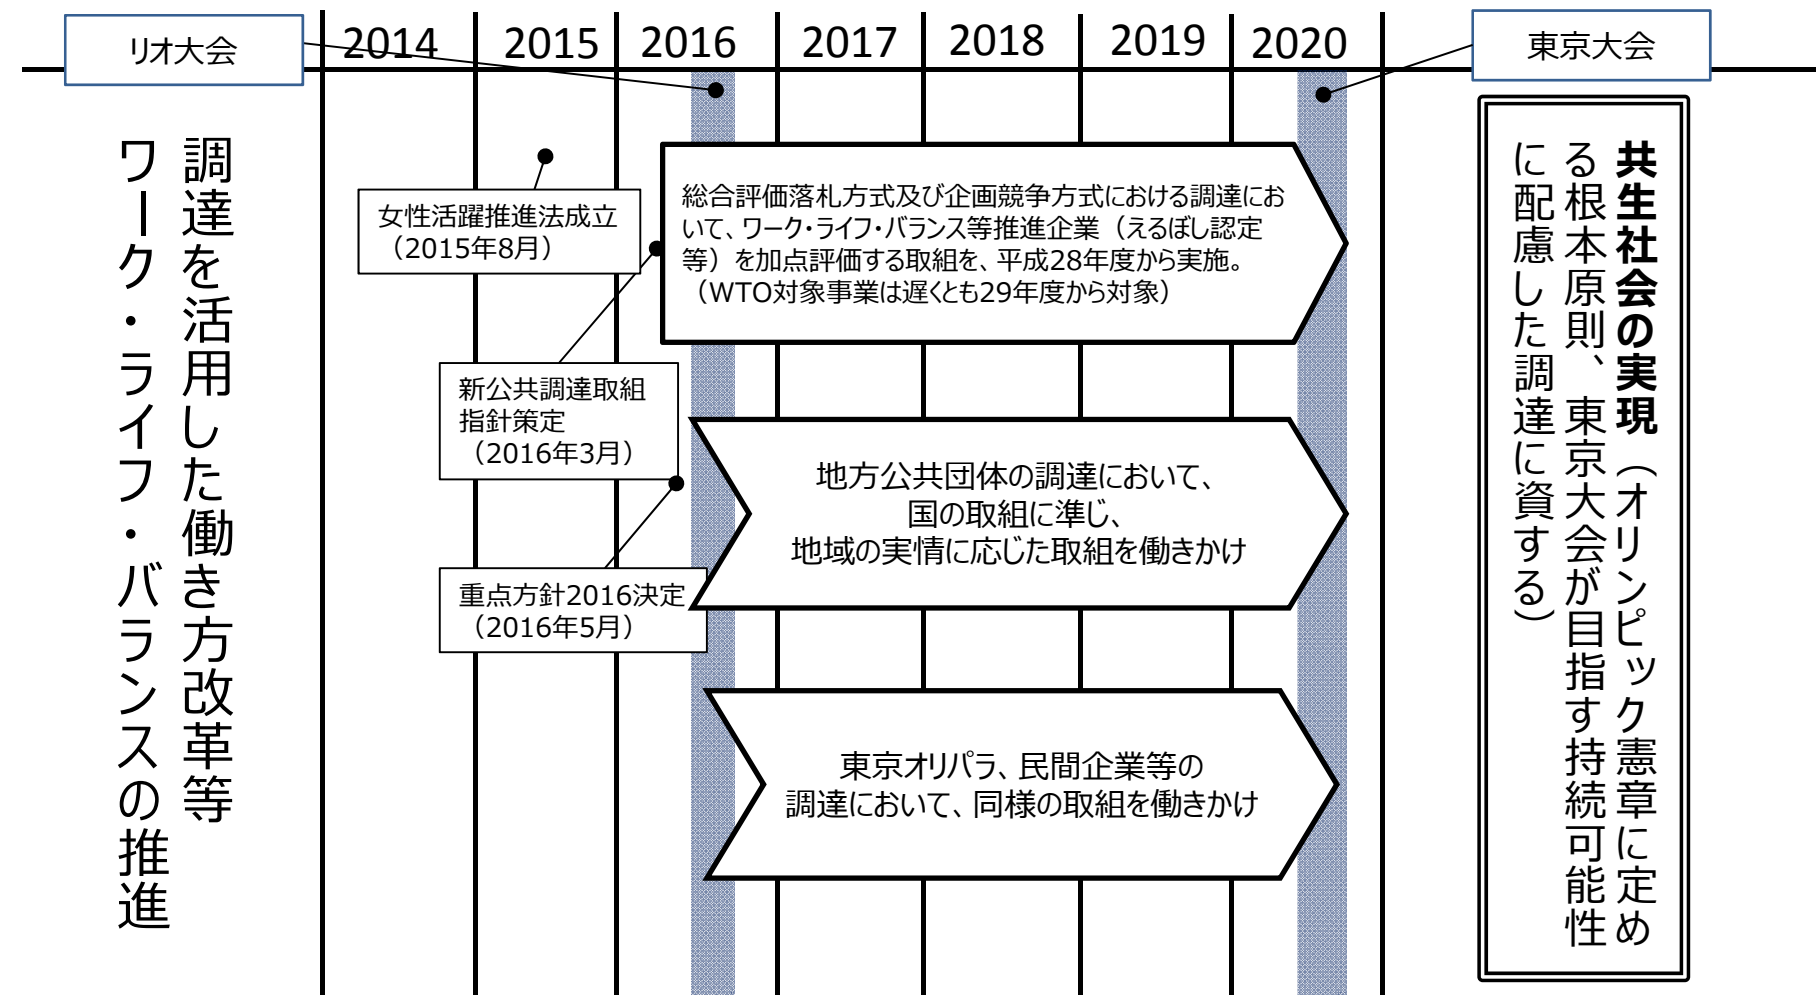 リオ大会
2014
2015
2016
2017
2018
2019
2020
東京大会
調達を活用した働き方改革等
ワーク・ライフ・バランスの推進
女性活躍推進法成立
（2015年8月）
新公共調達取組
指針策定
（2016年3月）
重点方針2016決定
（2016年5月）
総合評価落札方式及び企画競争方式における調達にお
いて、ワーク・ライフ・バランス等推進企業（えるぼし認定
等）を加点評価する取組を、平成28年度から実施。
（WTO対象事業は遅くとも29年度から対象）
地方公共団体の調達において、
国の取組に準じ、
地域の実情に応じた取組を働きかけ
東京オリパラ、民間企業等の
調達において、同様の取組を働きかけ
共生社会の実現（オリンピック憲章に定め
る根本原則、東京大会が目指す持続可能性
に配慮した調達に資する）